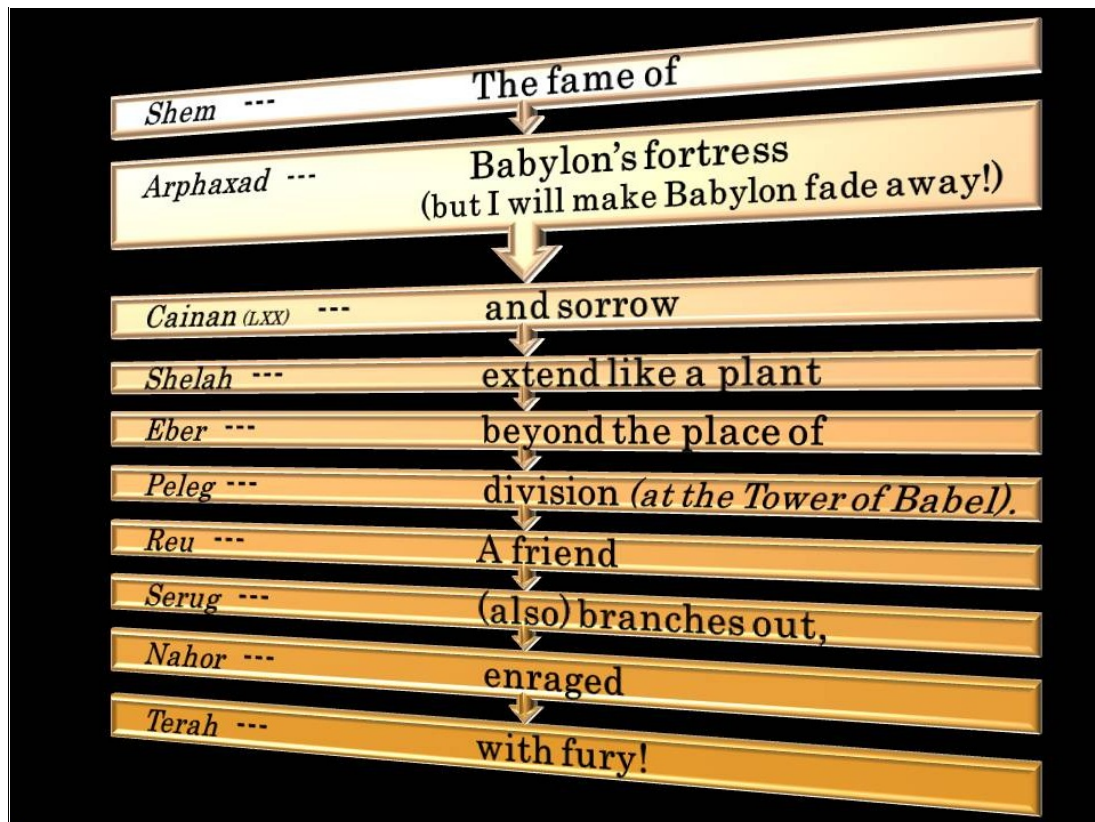 Shem --- The fame of
Arphaxad --- Babylon's fortress
(but I will make Babylon fade away!)
Cainan (LXX) --- and sorrow
Shelah --- extend like a plant
Eber --- beyond the place of
Peleg --- division (at the Tower of Babel).
Reu --- A friend
Serug --- (also) branches out,
Nahor --- enraged
Terah --- with fury!